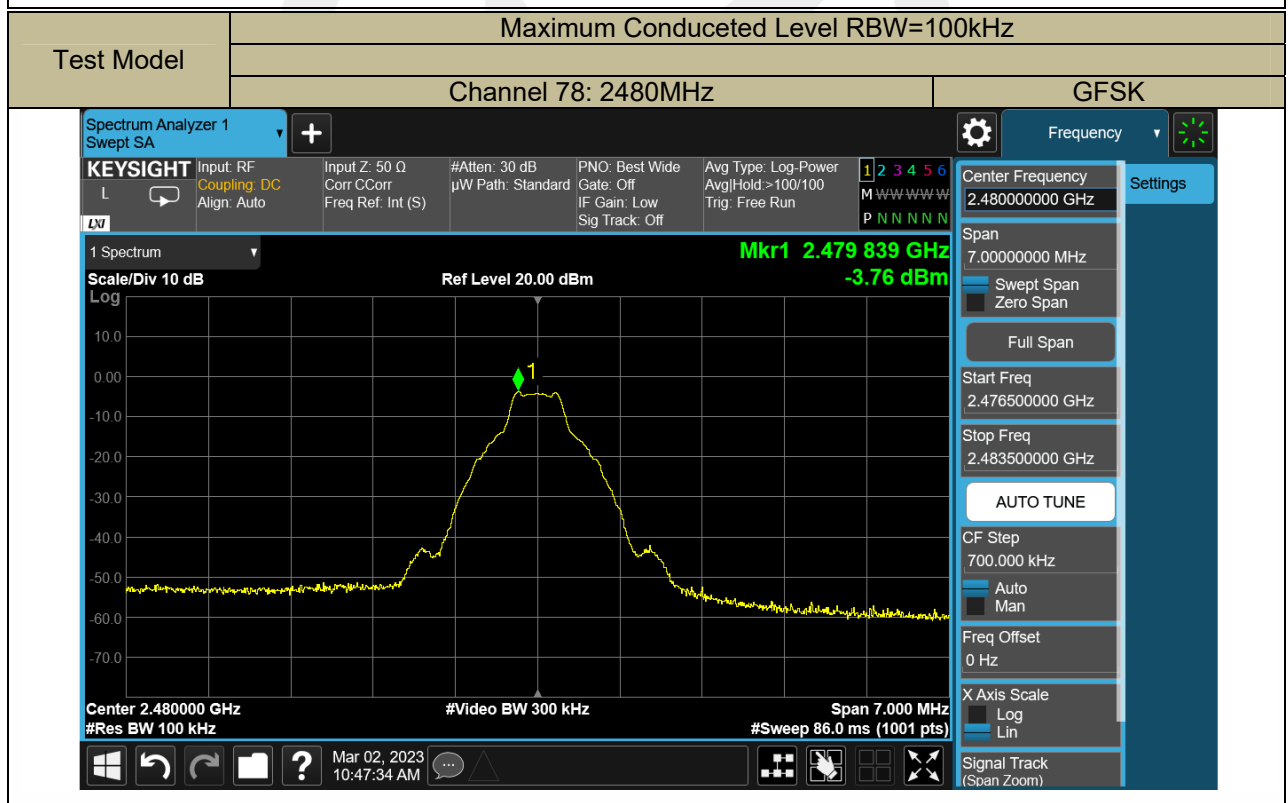 Test Model
Maximum Conduceted Level RBW=100kHz
Channel 78: 2480MHz
GFSK
Spectrum Analyzer 1
Swept SA
+
Frequency
KEYSIGHT
L
LXI
Input: RF
Coupling: DC
Align: Auto
Input Z: 50 Ω
Corr CCorr
Freq Ref: Int (S)
#Atten: 30 dB
µW Path: Standard
PNO: Best Wide
Gate: Off
IF Gain: Low
Sig Track: Off
Avg Type: Log-Power
Avg|Hold:>100/100
Trig: Free Run
1 2 3 4 5 6
M W W W W W
P N N N N N
Center Frequency
2.480000000 GHz
Settings
1 Spectrum
Mkr1 2.479 839 GHz
Scale/Div 10 dB
Ref Level 20.00 dBm
-3.76 dBm
Log
10.0
0.00
-10.0
-20.0
-30.0
-40.0
-50.0
-60.0
-70.0
1
Span
7.00000000 MHz
Swept Span
Zero Span
Full Span
Start Freq
2.476500000 GHz
Stop Freq
2.483500000 GHz
AUTO TUNE
CF Step
700.000 kHz
Auto
Man
Freq Offset
0 Hz
X Axis Scale
Log
Lin
Signal Track
(Span Zoom)
Center 2.480000 GHz
#Video BW 300 kHz
Span 7.000 MHz
#Res BW 100 kHz
#Sweep 86.0 ms (1001 pts)
?
Mar 02, 2023
10:47:34 AM